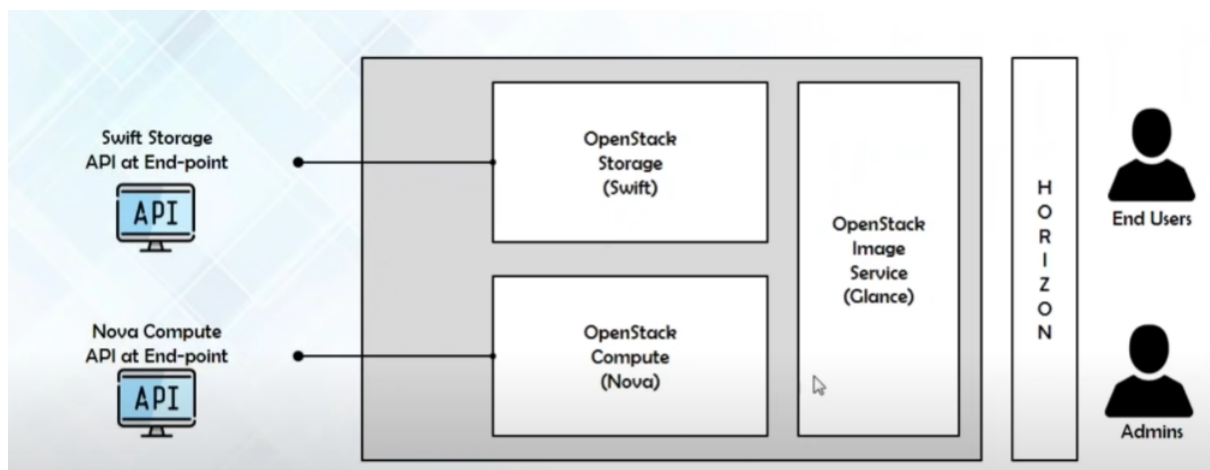 Swift Storage
API at End-point
API
Nova Compute
API at End-point
API
OpenStack
Storage
(Swift)
OpenStack
Compute
(Nova)
OpenStack
Image
Service
(Glance)
H
O
R
I
Z
O
N
End Users
Admins